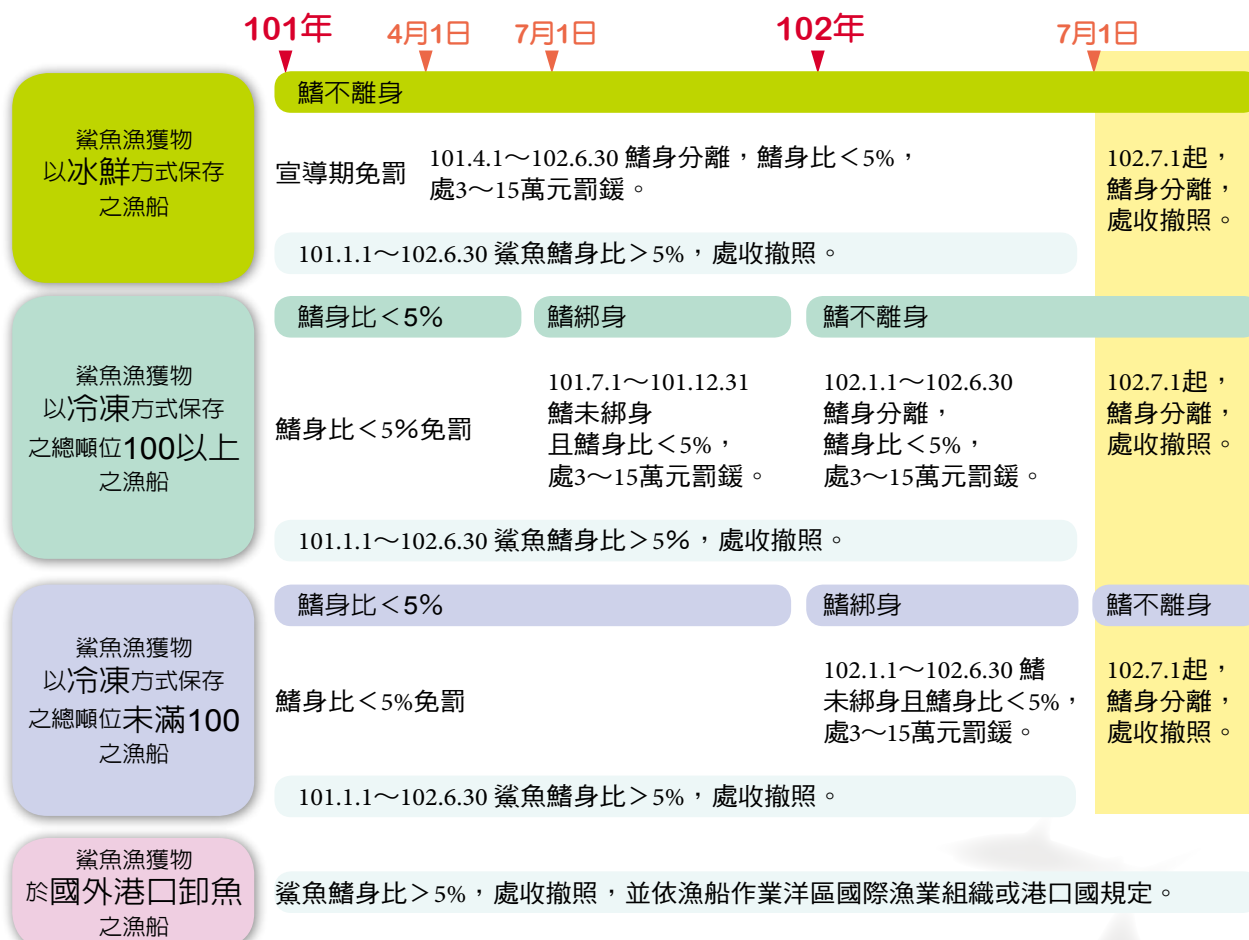 101年
4月1日
7月1日
102年
7月1日
鯊魚漁獲物
以冰鮮方式保存
之漁船
鰭不離身
宣導期免罰
101.4.1～102.6.30 鰭身分離，鰭身比＜5%，
處3～15萬元罰鍰。
102.7.1起，
鰭身分離，
處收撤照。
101.1.1～102.6.30 鯊魚鰭身比＞5%，處收撤照。
鯊魚漁獲物
以冷凍方式保存
之總噸位100以上
之漁船
鰭身比＜5%
鰭綁身
鰭不離身
鰭身比＜5%免罰
101.7.1～101.12.31
鰭未綁身
且鰭身比＜5%，
處3～15萬元罰鍰。
102.1.1～102.6.30
鰭身分離，
鰭身比＜5%，
處3～15萬元罰鍰。
102.7.1起，
鰭身分離，
處收撤照。
101.1.1～102.6.30 鯊魚鰭身比＞5%，處收撤照。
鯊魚漁獲物
以冷凍方式保存
之總噸位未滿100
之漁船
鰭身比＜5%
鰭綁身
鰭不離身
鰭身比＜5%免罰
102.1.1～102.6.30 鰭
未綁身且鰭身比＜5%，
處3～15萬元罰鍰。
102.7.1起，
鰭身分離，
處收撤照。
101.1.1～102.6.30 鯊魚鰭身比＞5%，處收撤照。
鯊魚漁獲物
於國外港口卸魚
之漁船
鯊魚鰭身比＞5%，處收撤照，並依漁船作業洋區國際漁業組織或港口國規定。